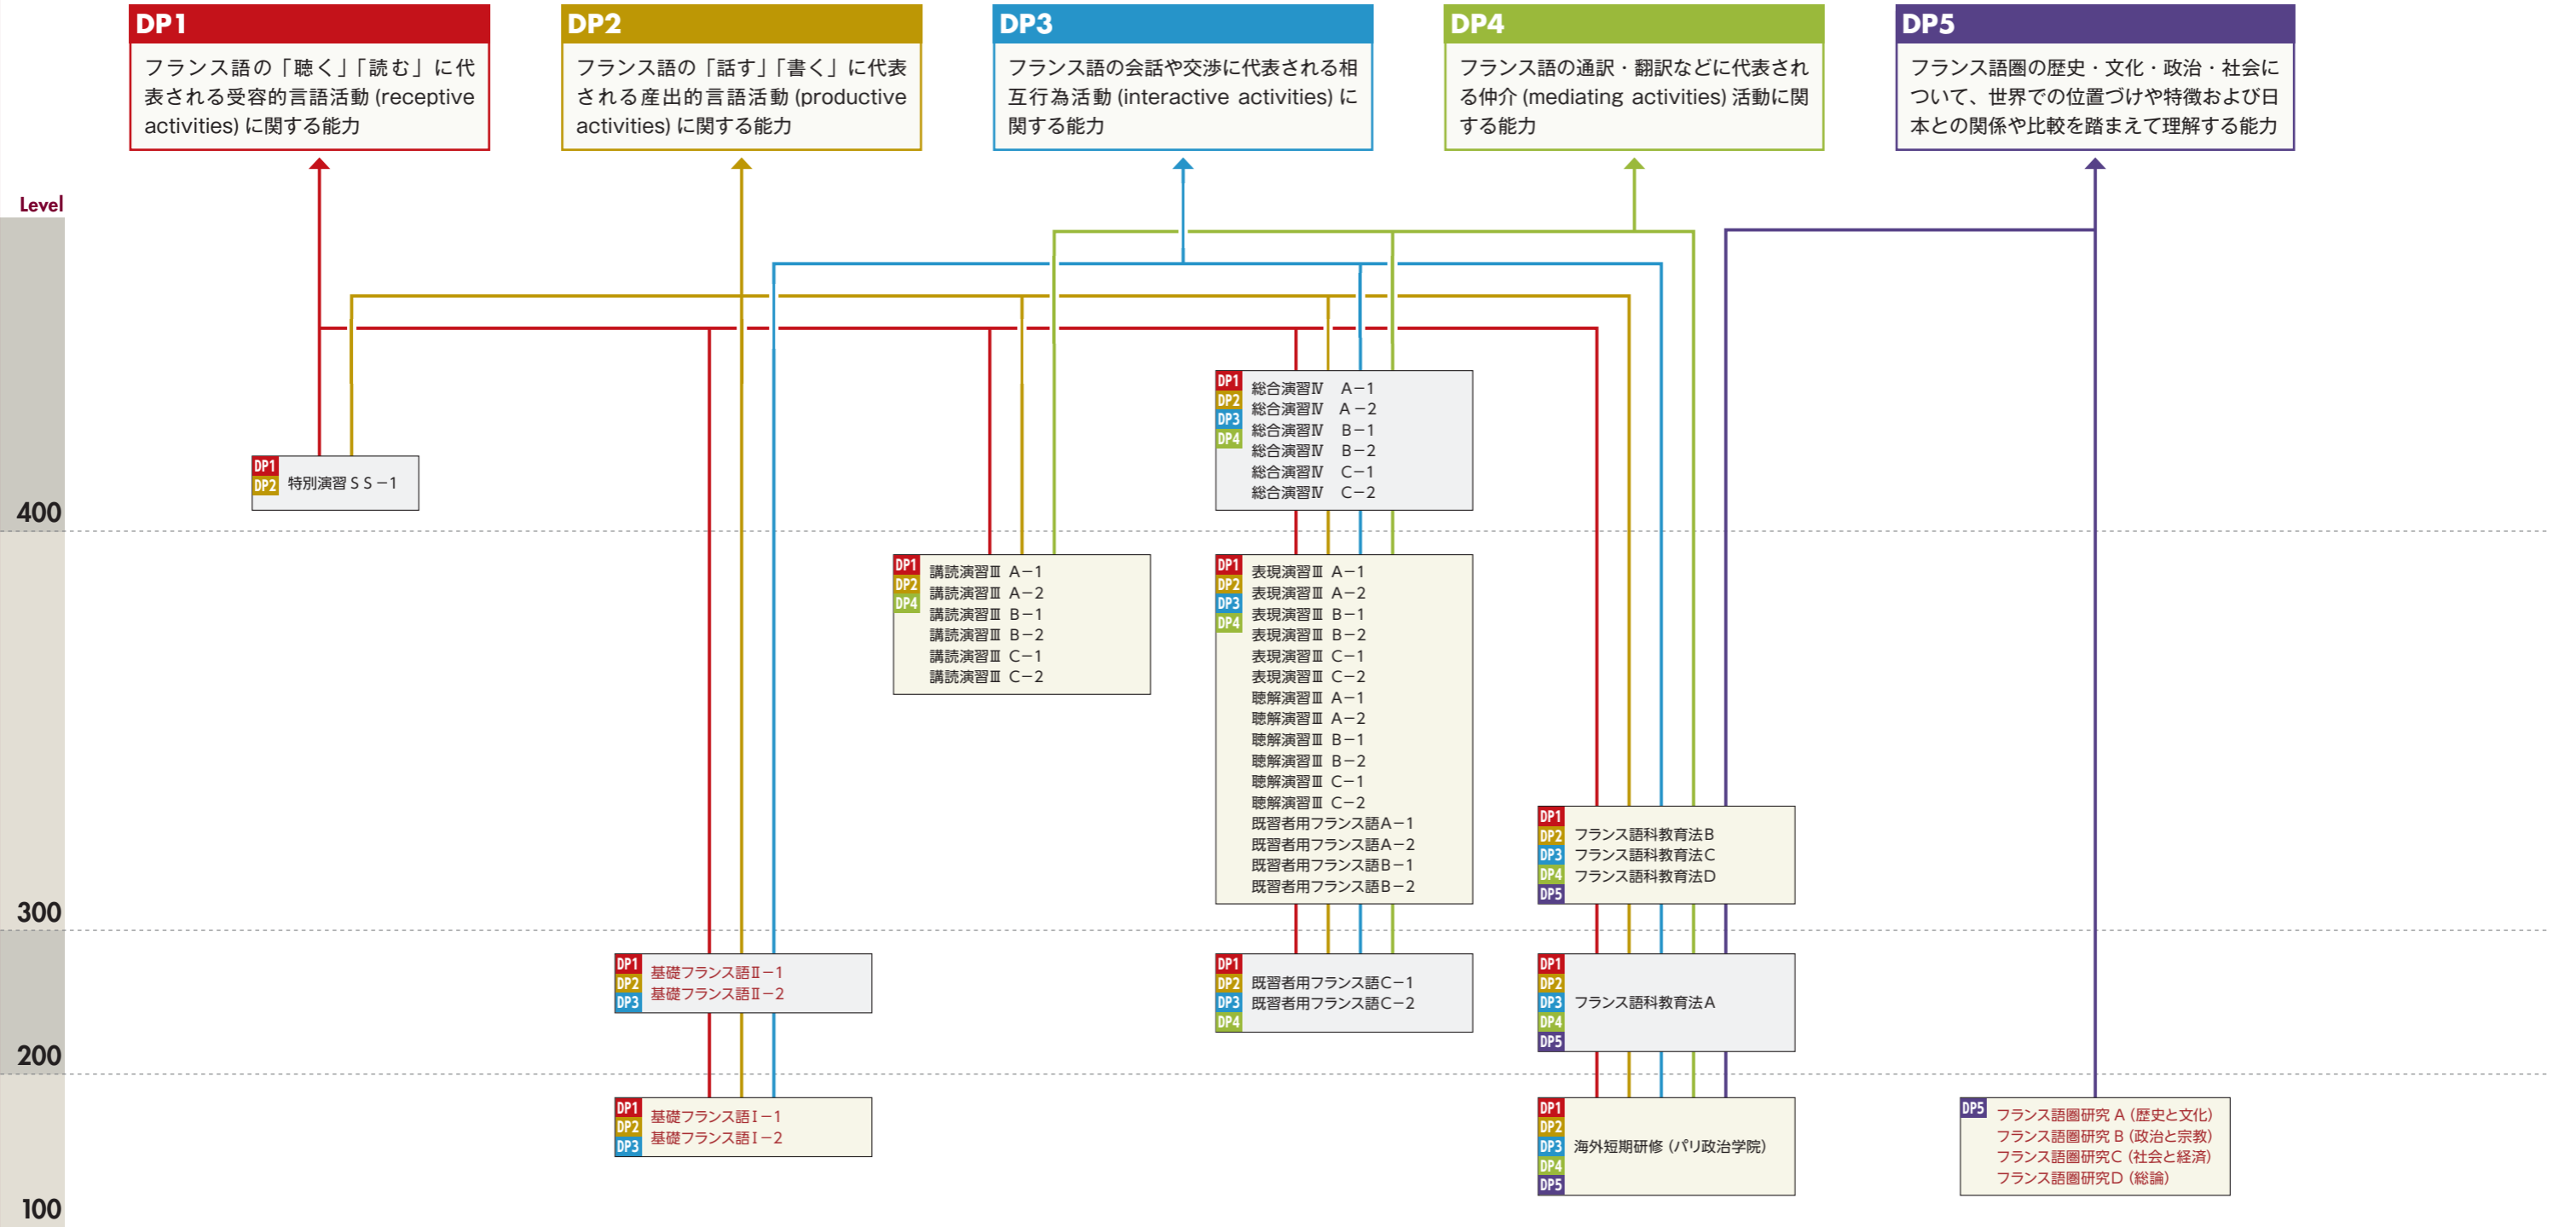 DP1
フランス語の「聴く」「読む」に代
表される受容的言語活動 (receptive
activities) に関する能力
DP2
フランス語の「話す」「書く」に代表
される産出的言語活動 (productive
activities) に関する能力
DP3
フランス語の会話や交渉に代表される相
互行為活動 (interactive activities) に
関する能力
DP4
フランス語の通訳・翻訳などに代表され
る仲介 (mediating activities) 活動に関
する能力
DP5
フランス語圏の歴史・文化・政治・社会に
ついて、世界での位置づけや特徴および日
本との関係や比較を踏まえて理解する能力
Level
DP1
DP2
DP3
DP4
総合演習Ⅳ　A－1
総合演習Ⅳ　A－2
総合演習Ⅳ　B－1
総合演習Ⅳ　B－2
総合演習Ⅳ　C－1
総合演習Ⅳ　C－2
DP1
DP2
特別演習ＳＳ－1
400
DP1
DP2
DP4
講読演習Ⅲ A－1
講読演習Ⅲ A－2
講読演習Ⅲ B－1
講読演習Ⅲ B－2
講読演習Ⅲ C－1
講読演習Ⅲ C－2
DP1
DP2
DP3
DP4
表現演習Ⅲ A－1
表現演習Ⅲ A－2
表現演習Ⅲ B－1
表現演習Ⅲ B－2
表現演習Ⅲ C－1
表現演習Ⅲ C－2
聴解演習Ⅲ A－1
聴解演習Ⅲ A－2
聴解演習Ⅲ B－1
聴解演習Ⅲ B－2
聴解演習Ⅲ C－1
聴解演習Ⅲ C－2
既習者用フランス語A－1
既習者用フランス語A－2
既習者用フランス語B－1
既習者用フランス語B－2
DP1
DP2
DP3
DP4
DP5
フランス語科教育法B
フランス語科教育法C
フランス語科教育法D
300
DP1
DP2
DP3
基礎フランス語Ⅱ－1
基礎フランス語Ⅱ－2
DP1
DP2
DP3
DP4
既習者用フランス語C－1
既習者用フランス語C－2
DP1
DP2
DP3
DP4
DP5
フランス語科教育法A
200
DP1
DP2
DP3
基礎フランス語Ⅰ－1
基礎フランス語Ⅰ－2
DP1
DP2
DP3
DP4
DP5
海外短期研修 (パリ政治学院)
DP5
フランス語圏研究 A (歴史と文化)
フランス語圏研究 B (政治と宗教)
フランス語圏研究C (社会と経済)
フランス語圏研究D (総論)
100